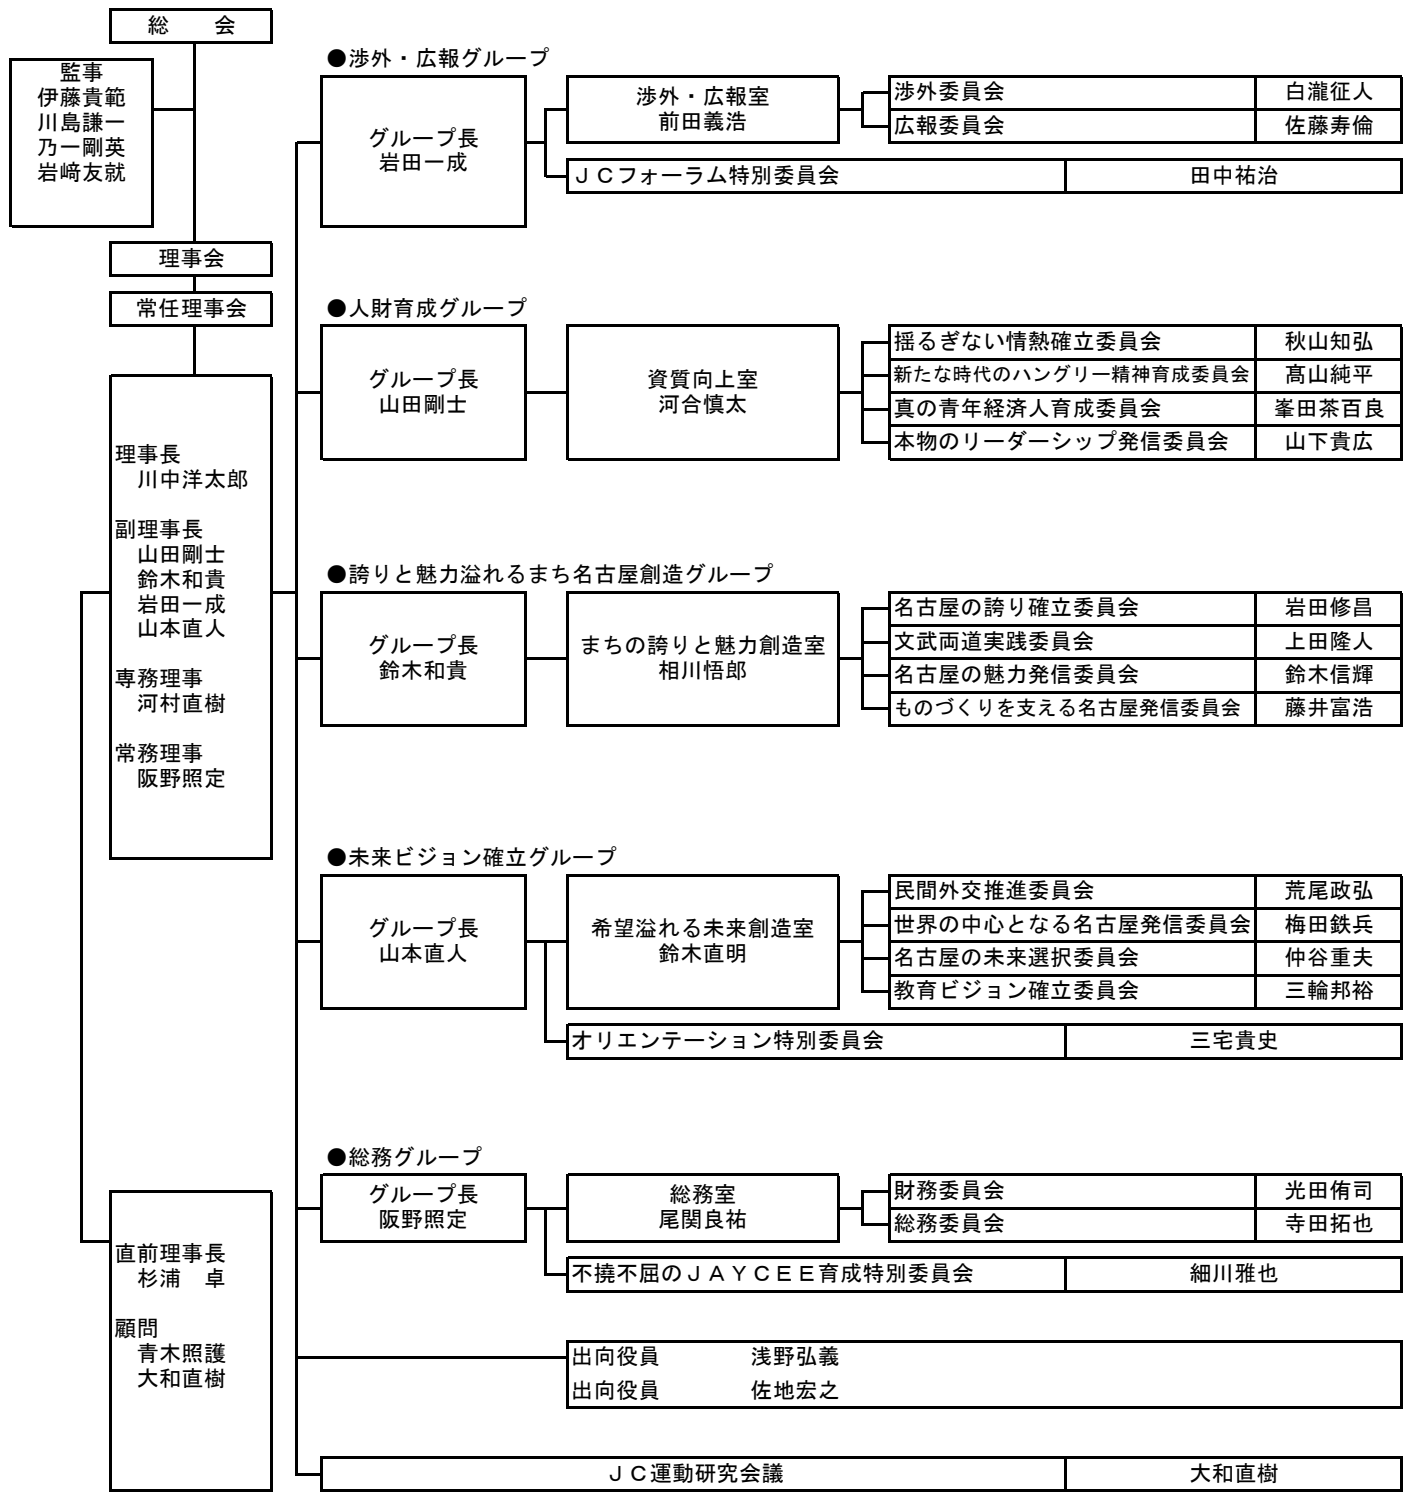 総　　会
監事
伊藤貴範
川島謙一
乃一剛英
岩﨑友就
理事会
常任理事会
理事長
川中洋太郎
副理事長
山田剛士
鈴木和貴
岩田一成
山本直人
専務理事
河村直樹
常務理事
阪野照定
直前理事長
杉浦　卓
顧問
青木照護
大和直樹
●渉外・広報グループ
グループ長
岩田一成
渉外・広報室
前田義浩
渉外委員会 白瀧征人
広報委員会 佐藤寿倫
ＪＣフォーラム特別委員会 田中祐治
●人財育成グループ
グループ長
山田剛士
資質向上室
河合慎太
揺るぎない情熱確立委員会 秋山知弘
新たな時代のハングリー精神育成委員会 髙山純平
真の青年経済人育成委員会 峯田茶百良
本物のリーダーシップ発信委員会 山下貴広
●誇りと魅力溢れるまち名古屋創造グループ
グループ長
鈴木和貴
まちの誇りと魅力創造室
相川悟郎
名古屋の誇り確立委員会 岩田修昌
文武両道実践委員会 上田隆人
名古屋の魅力発信委員会 鈴木信輝
ものづくりを支える名古屋発信委員会 藤井富浩
●未来ビジョン確立グループ
グループ長
山本直人
希望溢れる未来創造室
鈴木直明
民間外交推進委員会 荒尾政弘
世界の中心となる名古屋発信委員会 梅田鉄兵
名古屋の未来選択委員会 仲谷重夫
教育ビジョン確立委員会 三輪邦裕
オリエンテーション特別委員会 三宅貴史
●総務グループ
グループ長
阪野照定
総務室
尾関良祐
財務委員会 光田侑司
総務委員会 寺田拓也
不撓不屈のＪＡＹＣＥＥ育成特別委員会 細川雅也
出向役員 浅野弘義
出向役員 佐地宏之
ＪＣ運動研究会議 大和直樹